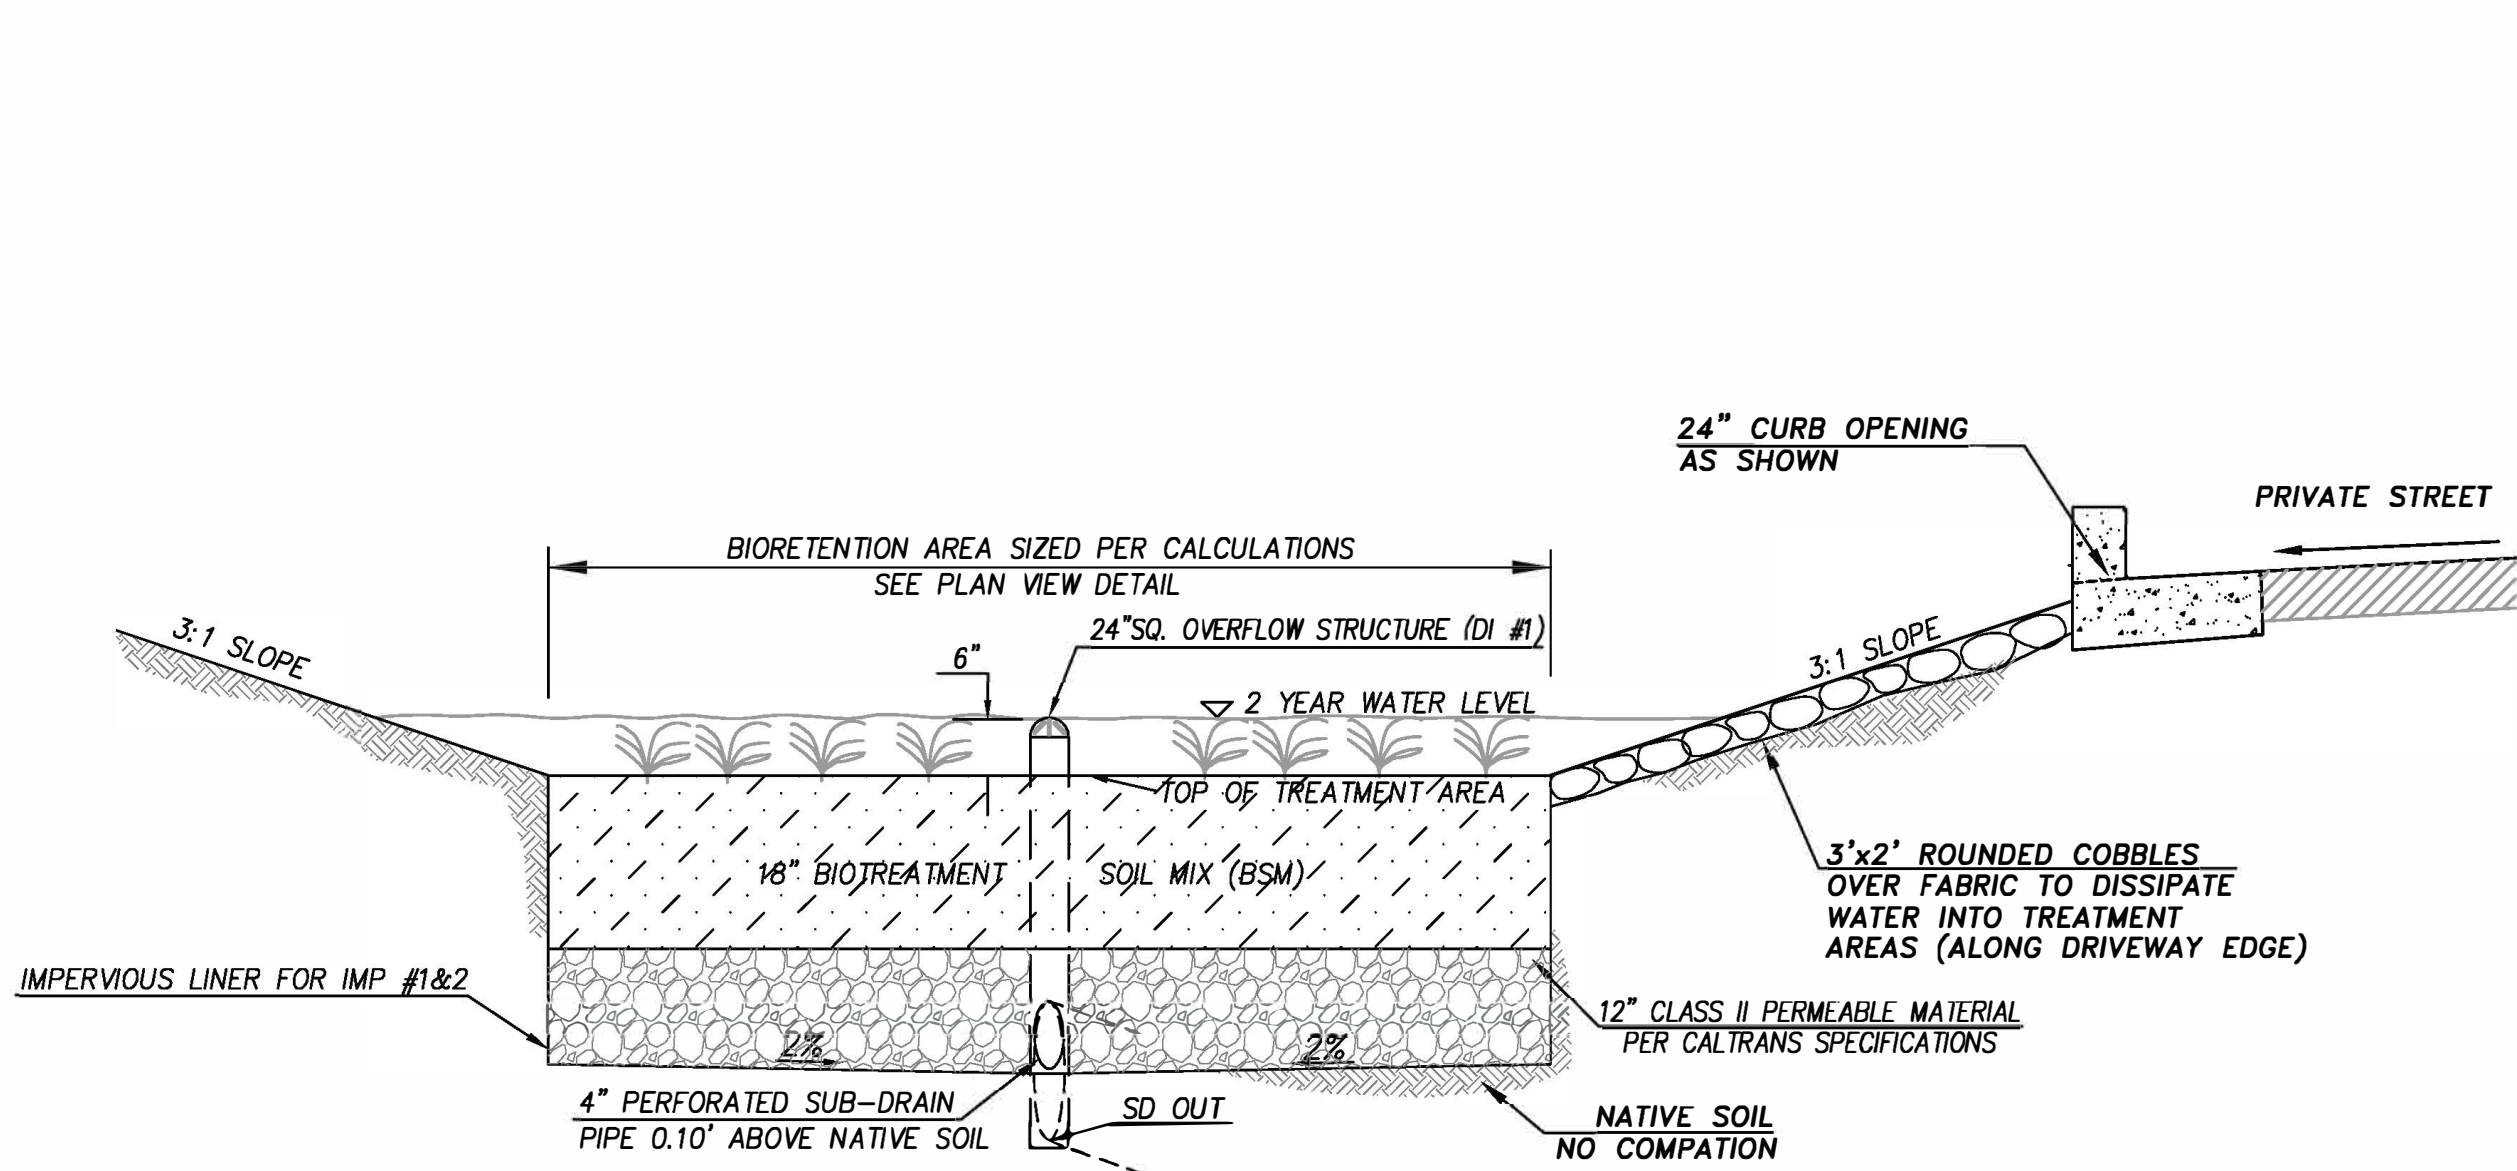 24” CURB OPENING
AS SHOWN
PRIVATE STREET
BIORETENTION AREA SIZED PER CALCULATIONS
SEE PLAN VIEW DETAIL
24"SQ. OVERFLOW STRUCTURE (DI #1)
3:1 SLOPE
6”
3:1 SLOPE
2 YEAR WATER LEVEL
TOP OF TREATMENT AREA
18” BIOTREATMENT SOIL MIX (BSM)
3’x2’ ROUNDED COBBLES
OVER FABRIC TO DISSIPATE
WATER INTO TREATMENT
AREAS (ALONG DRIVEWAY EDGE)
IMPERVIOUS LINER FOR IMP #1&2
12” CLASS II PERMEABLE MATERIAL
PER CALTRANS SPECIFICATIONS
2%
2%
4” PERFORATED SUB-DRAIN
PIPE 0.10’ ABOVE NATIVE SOIL
SD OUT
NATIVE SOIL
NO COMPATION